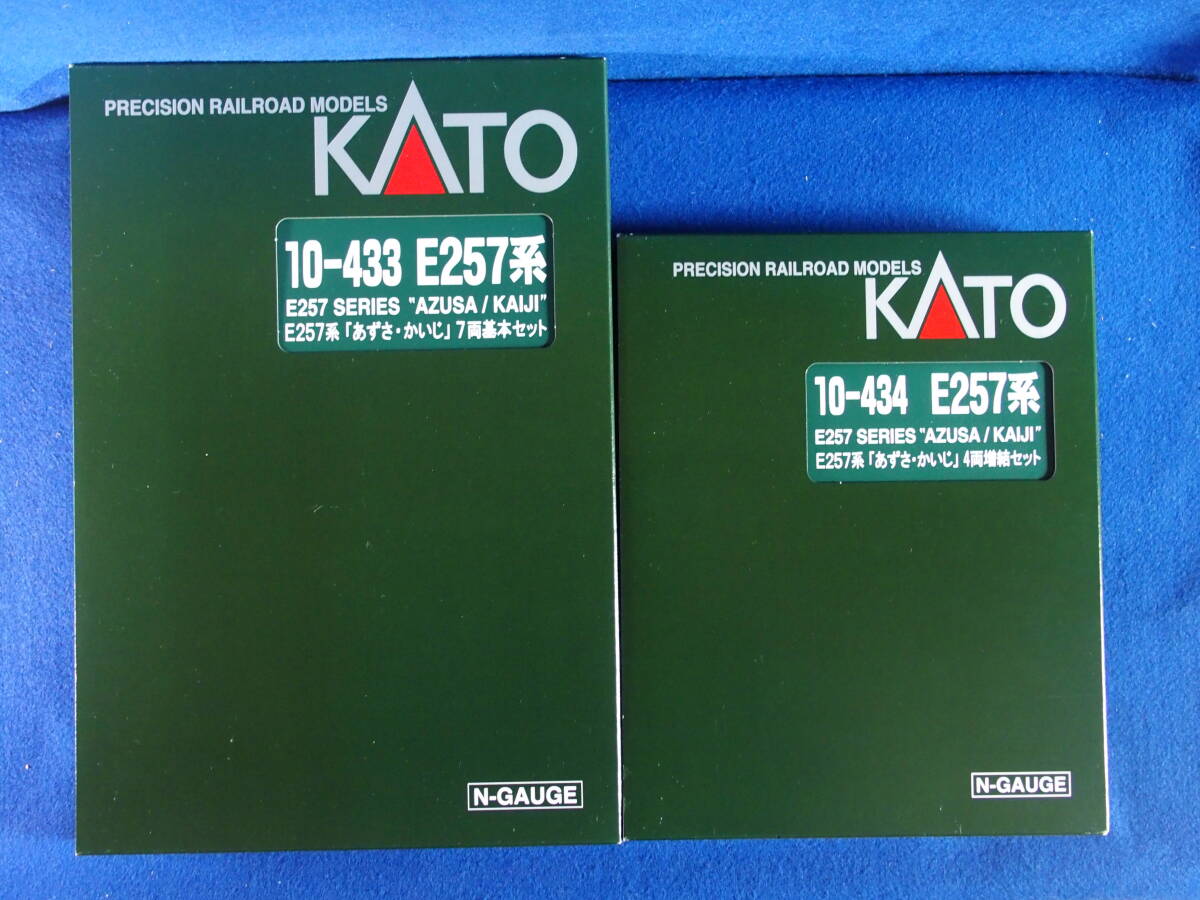 PRECISION RAILROAD MODELS
KATO
10-433 E257系
E257 SERIES "AZUSA / KAIJI"
E257系「あずさ・かいじ」7両基本セット
N-GAUGE
PRECISION RAILROAD MODELS
KATO
10-434 E257系
E257 SERIES "AZUSA / KAIJI"
E257系「あずさ・かいじ」4両増結セット
N-GAUGE